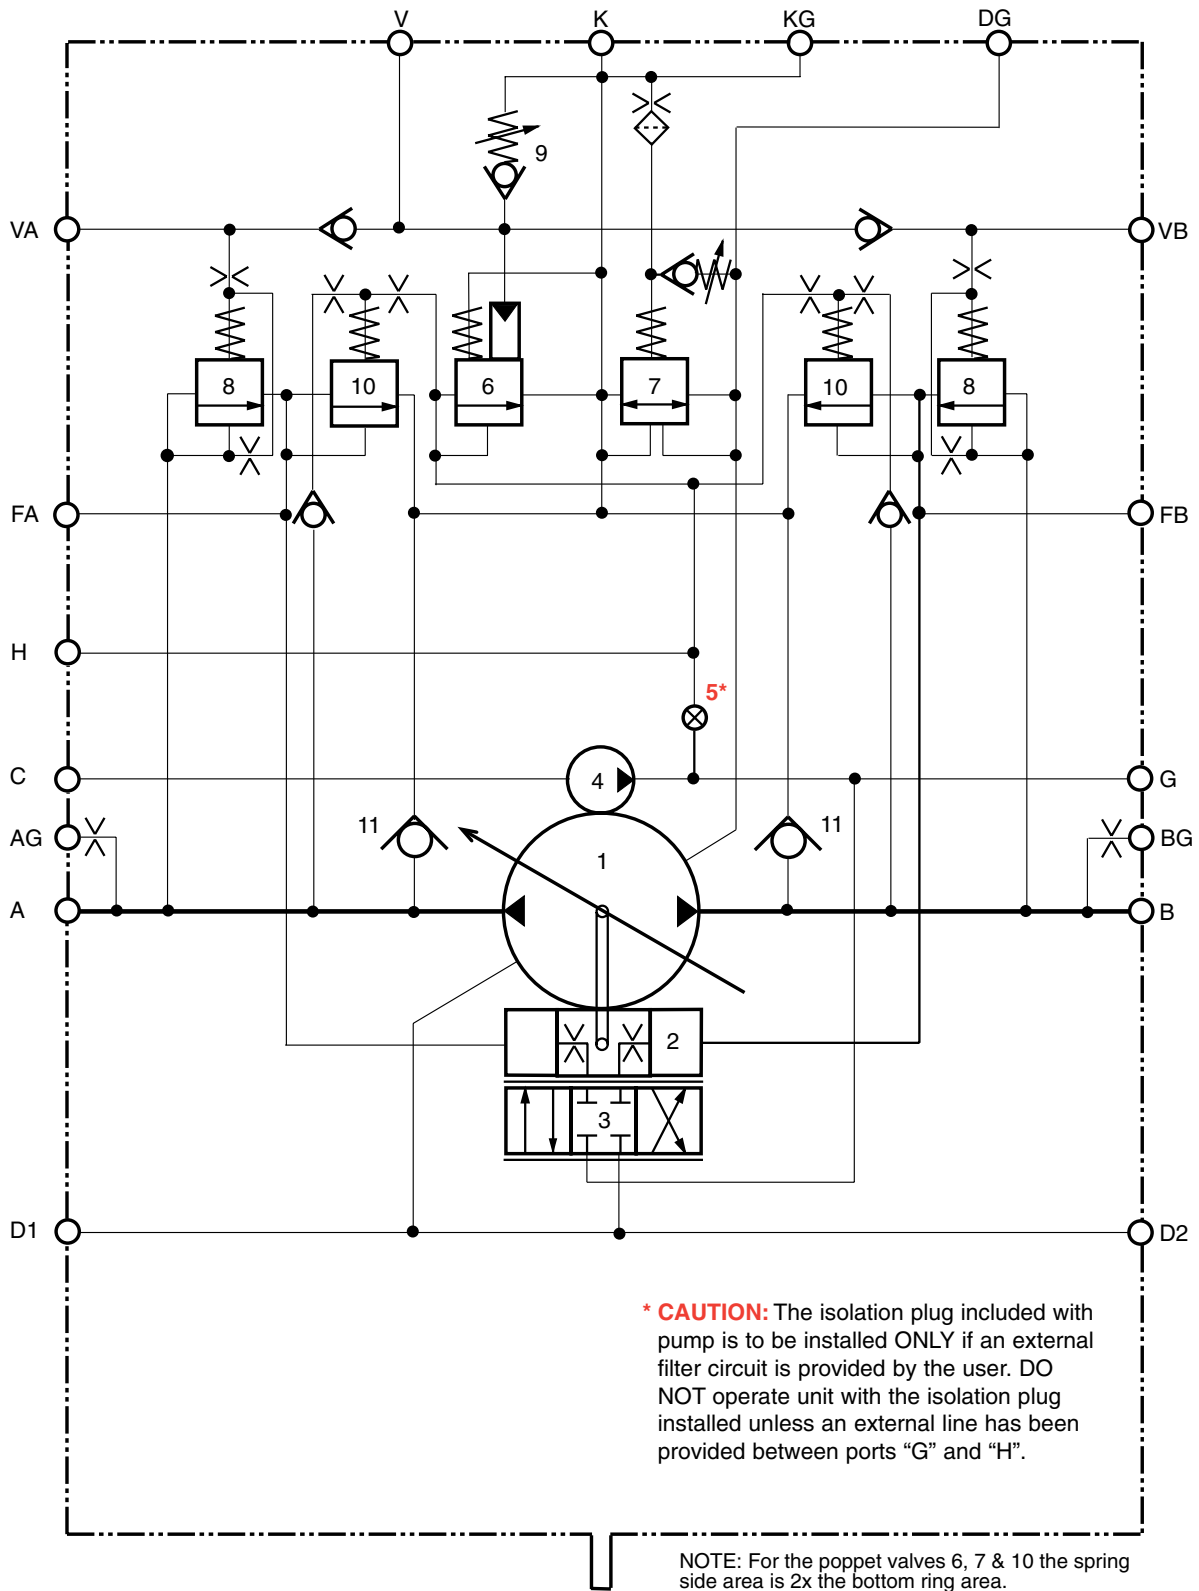 V K KG DG
9
VA VB
8 10 6 7 10 8
FA FB
H
5*
C 4 G
AG 11 1 11 BG
A B
2
3
D1 D2
* CAUTION: The isolation plug included with
pump is to be installed ONLY if an external
filter circuit is provided by the user. DO
NOT operate unit with the isolation plug
installed unless an external line has been
provided between ports “G” and “H”.
NOTE: For the poppet valves 6, 7 & 10 the spring
side area is 2x the bottom ring area.